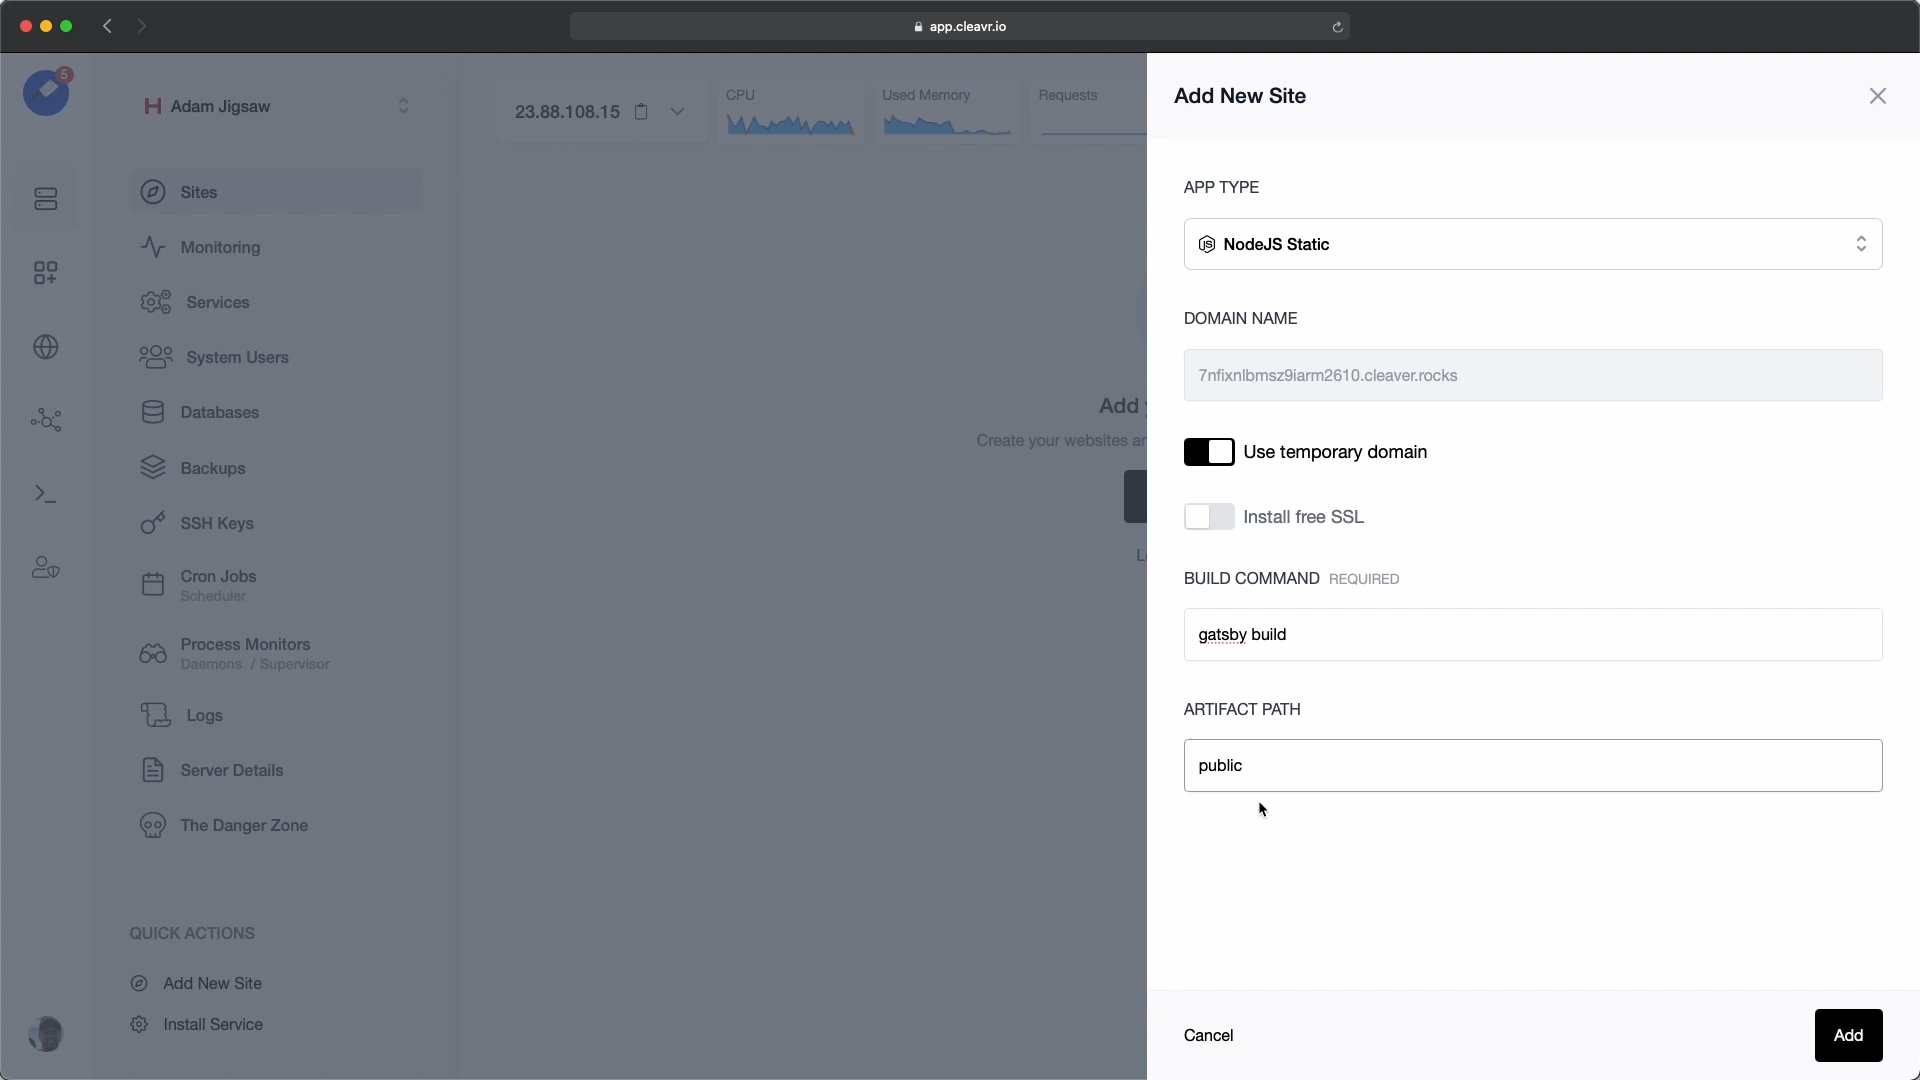 app.cleavr.io
5
Adam Jigsaw
Sites
Monitoring
Services
System Users
Databases
Backups
SSH Keys
Cron Jobs
Scheduler
Process Monitors
Daemons / Supervisor
Logs
Server Details
The Danger Zone
QUICK ACTIONS
Add New Site
Install Service
23.88.108.15
CPU
Used Memory
Requests
Add
Create your websites
Add New Site
APP TYPE
JS NodeJS Static
DOMAIN NAME
7nfixnlbmsz9iarm2610.cleaver.rocks
Use temporary domain
Install free SSL
BUILD COMMAND REQUIRED
gatsby build
ARTIFACT PATH
public
Cancel
Add